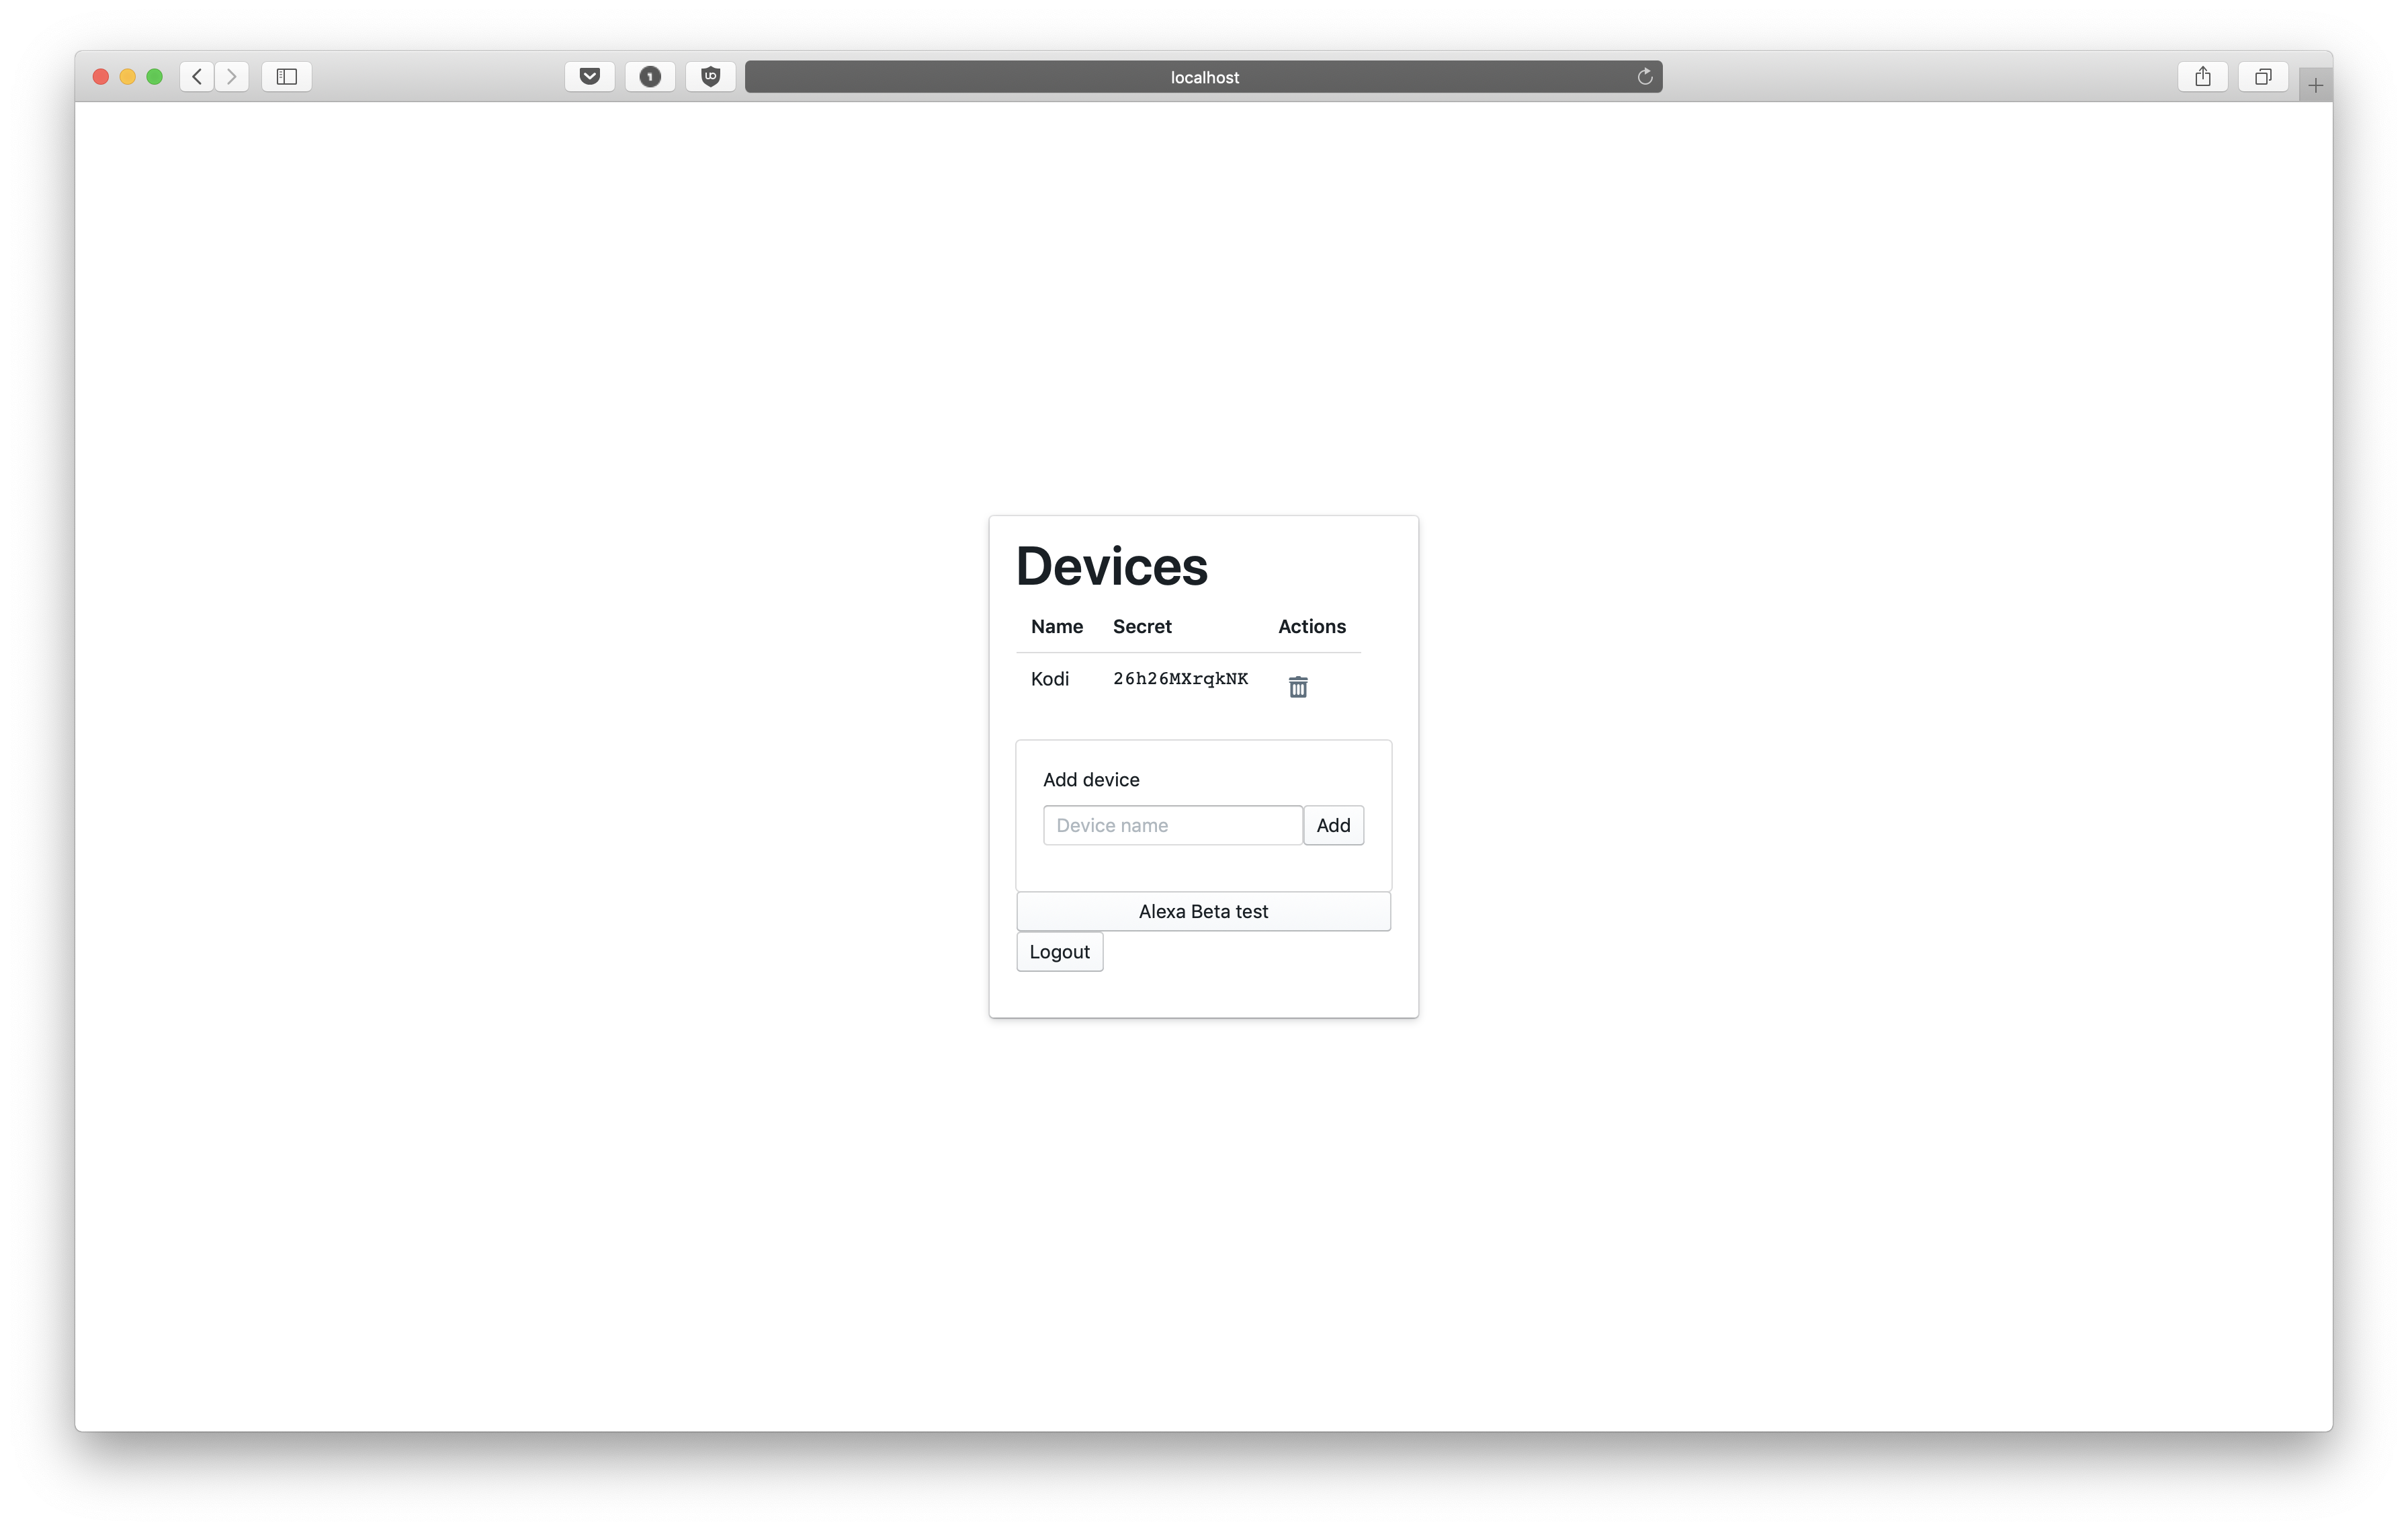 localhost
Devices
Name Secret Actions
Kodi 26h26MXrqkNK
Add device
Device name Add
Alexa Beta test
Logout